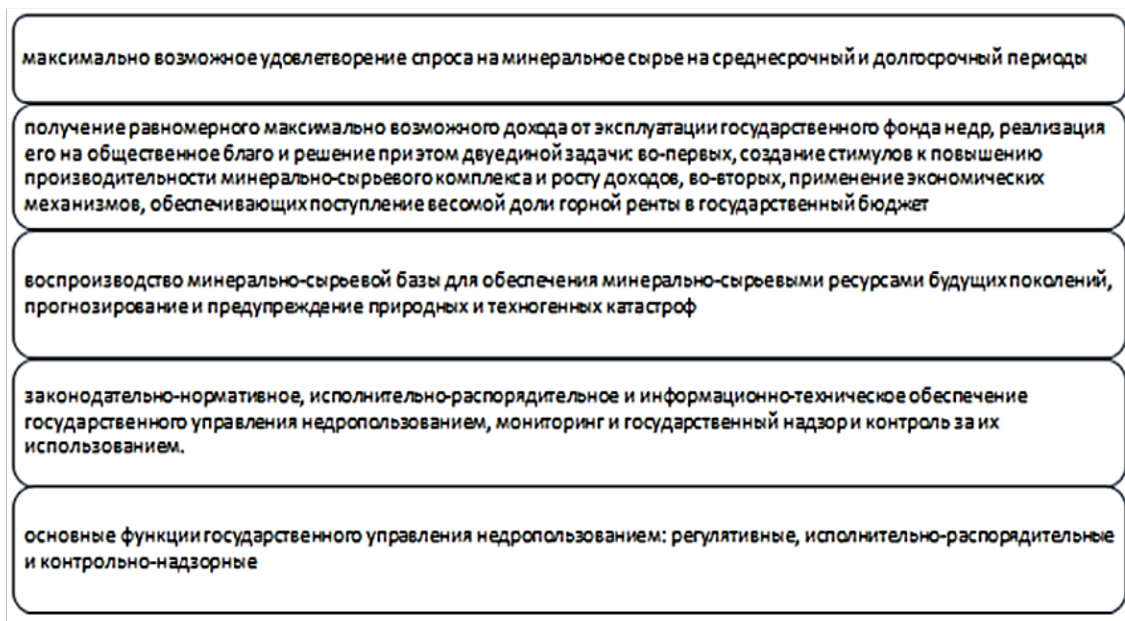 максимально возможное удовлетворение спроса на минеральное сырье на среднесрочный и долгосрочный периоды
получение равномерного максимально возможного дохода от эксплуатации государственного фонда недр, реализация
его на общественное благо и решение при этом двуединой задачи: во-первых, создание стимулов к повышению
производительности минерально-сырьевого комплекса и росту доходов, во-вторых, применение экономических
механизмов, обеспечивающих поступление весомой доли горной ренты в государственный бюджет
воспроизводство минерально-сырьевой базы для обеспечения минерально-сырьевыми ресурсами будущих поколений,
прогнозирование и предупреждение природных и техногенных катастроф
законодательно-нормативное, исполнительно-распорядительное и информационно-техническое обеспечение
государственного управления недропользованием, мониторинг и государственный надзор и контроль за их
использованием.
основные функции государственного управления недропользованием: регулятивные, исполнительно-распорядительные
и контрольно-надзорные